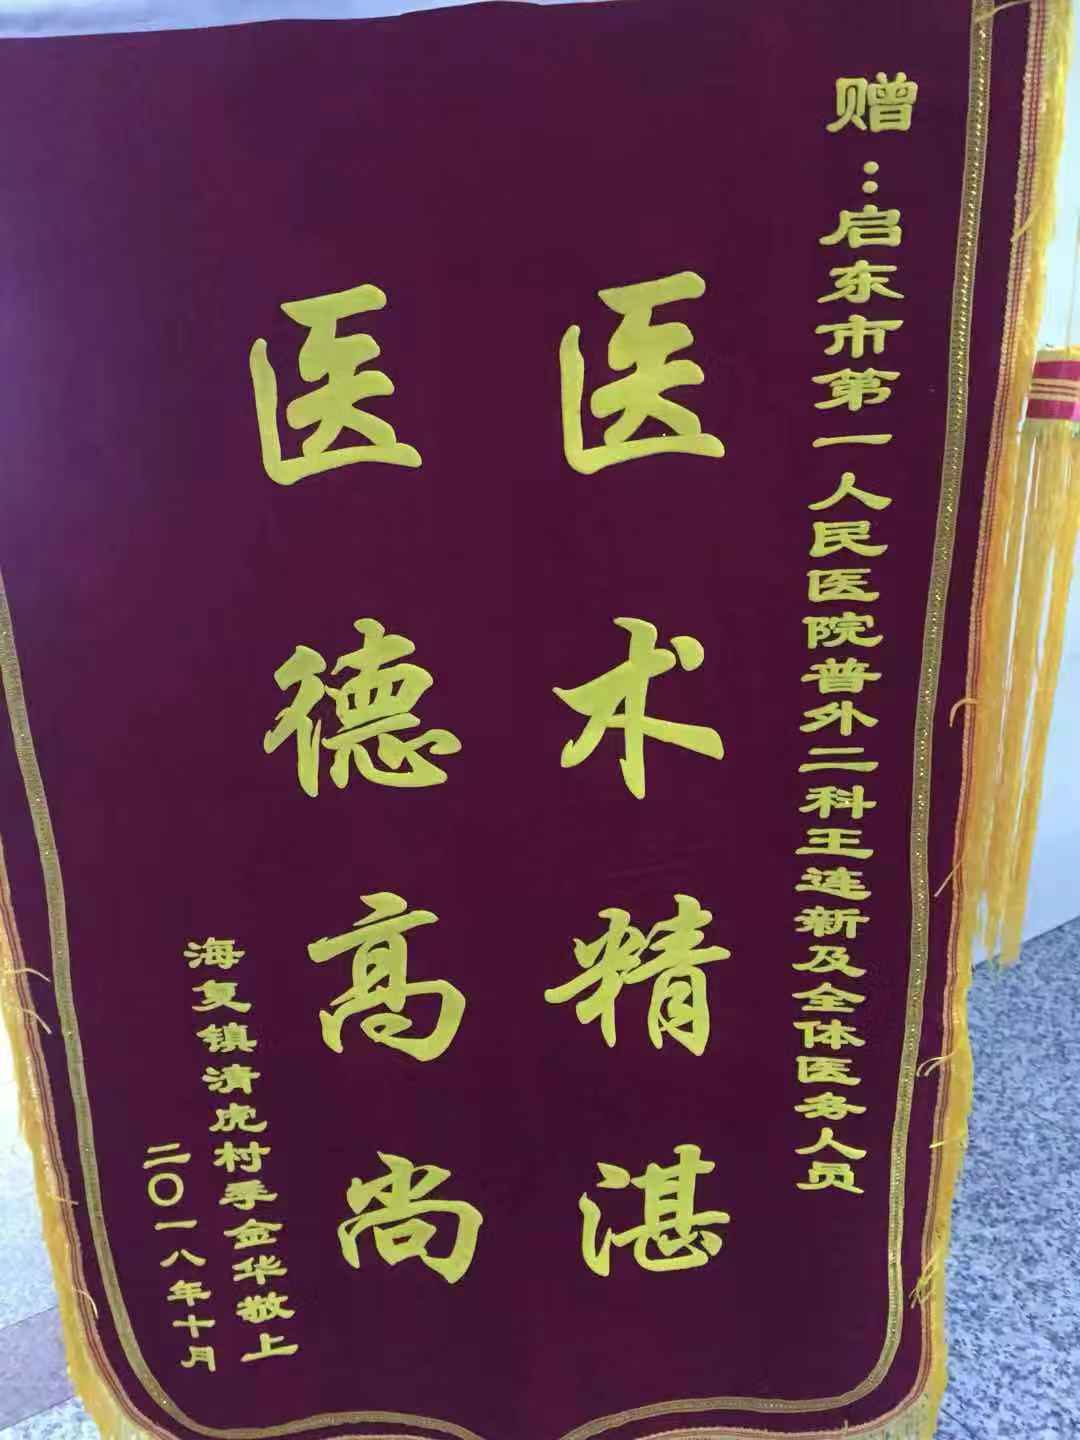 赠：启东市第一人民医院普外二科王连新及全体医务人员
医术精湛
医德高尚
海复镇清虎村季金华敬上
二〇一八年十月